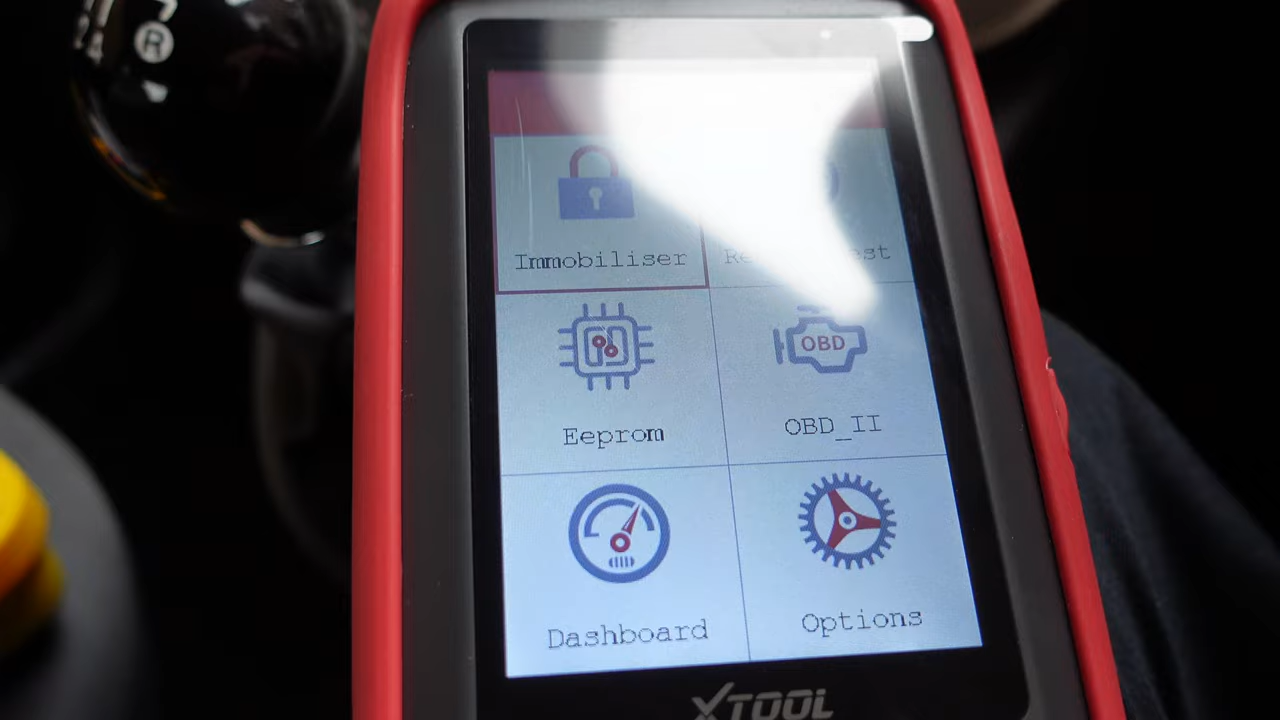 R
Immobiliser
Eeprom
OBD
OBD_II
Dashboard
Options
XTOOL